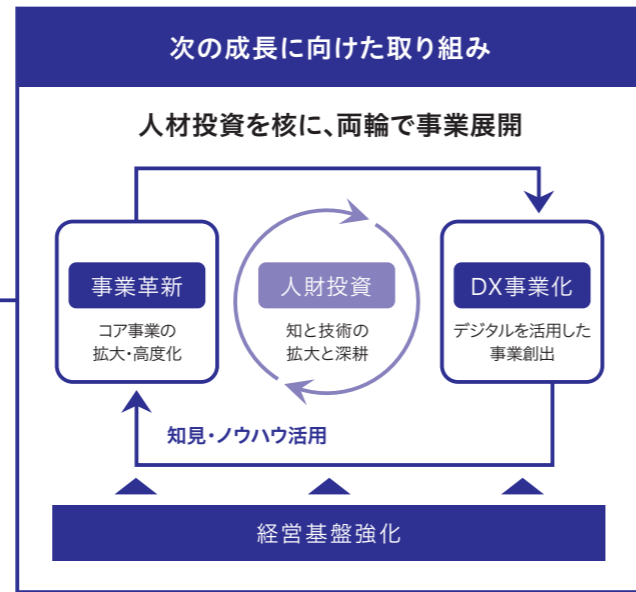 次の成長に向けた取り組み
人材投資を核に、両輪で事業展開
事業革新
コア事業の
拡大・高度化
人財投資
知と技術の
拡大と深耕
DX事業化
デジタルを活用した
事業創出
知見・ノウハウ活用
経営基盤強化